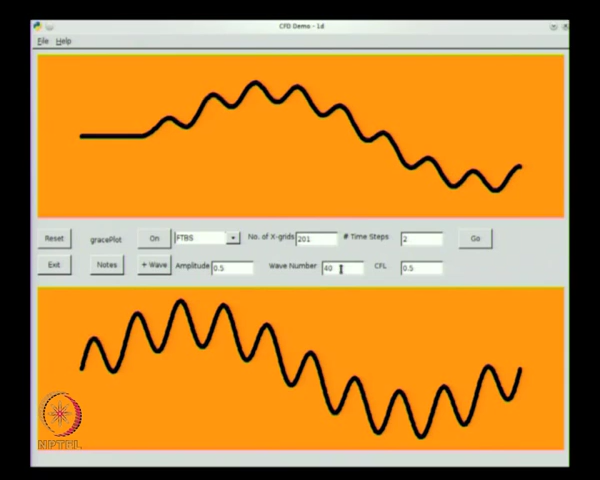 CFD Demo - 1d
File Help
Reset gracePlot On FTBS No. of X-grids 201 # Time Steps 2 Go
Exit Notes + Wave Amplitude 0.5 Wave Number 40 CFL 0.5
NPTEL